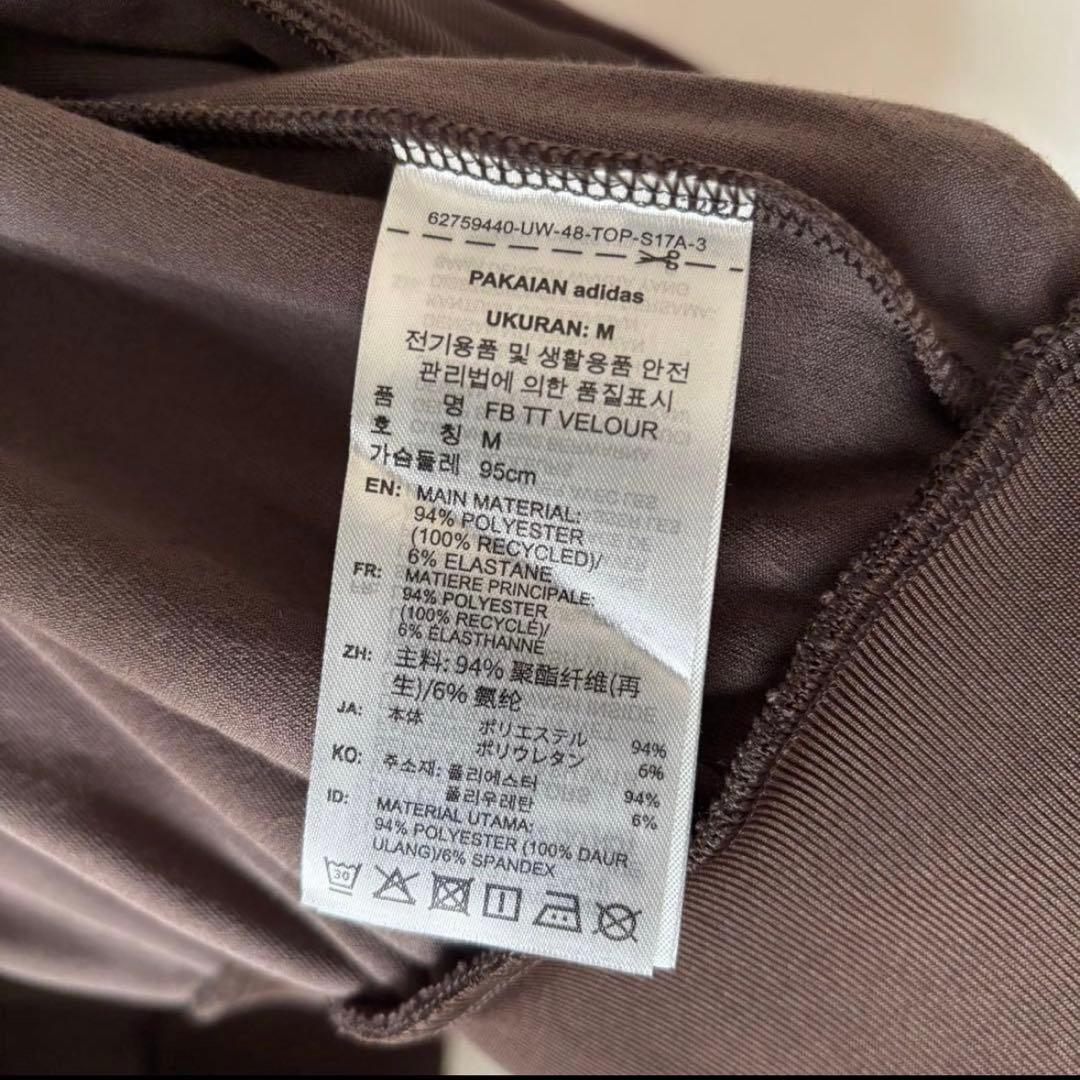 62759440-UW-48-TOP-S17A-3
PAKAIAN adidas
UKURAN: M
전기용품 및 생활용품 안전
관리법에 의한 품질표시
품 명 FB TT VELOUR
호 칭 M
가슴둘레 95cm
EN: MAIN MATERIAL:
94% POLYESTER
(100% RECYCLED)/
6% ELASTANE
FR: MATIERE PRINCIPALE:
94% POLYESTER
(100% RECYCLÉ)/
6% ÉLASTHANNE
ZH: 主料: 94% 聚酯纤维(再
生)/6% 氨纶
JA: 本体 ポリエステル 94%
ポリウレタン 6%
KO: 주소재: 폴리에스터 94%
폴리우레탄 6%
ID: MATERIAL UTAMA:
94% POLYESTER (100% DAUR
ULANG)/6% SPANDEX
30